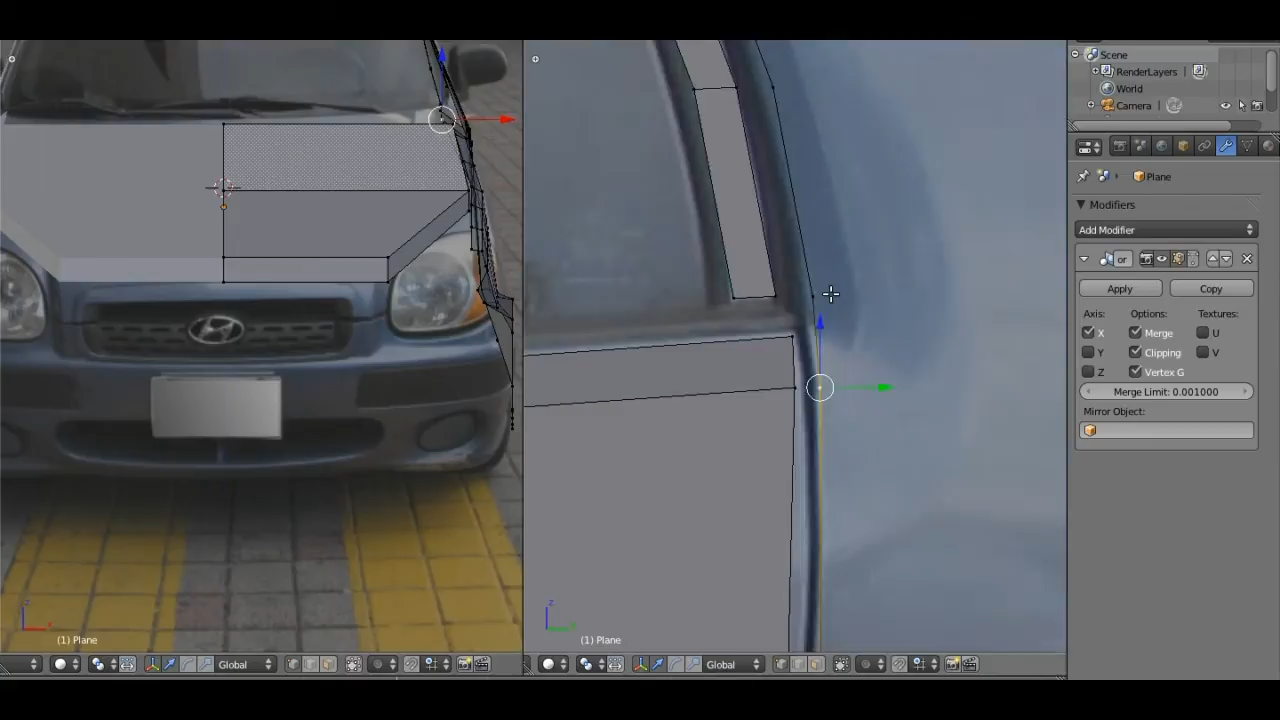 Scene
RenderLayers
World
Camera
Plane
Modifiers
Add Modifier
or
Apply
Copy
Axis:
Options:
Textures:
X
Merge
U
Y
Clipping
V
Z
Vertex G
Merge Limit: 0.001000
Mirror Object:
z
x
(1) Plane
z
(1) Plane
Global
Global